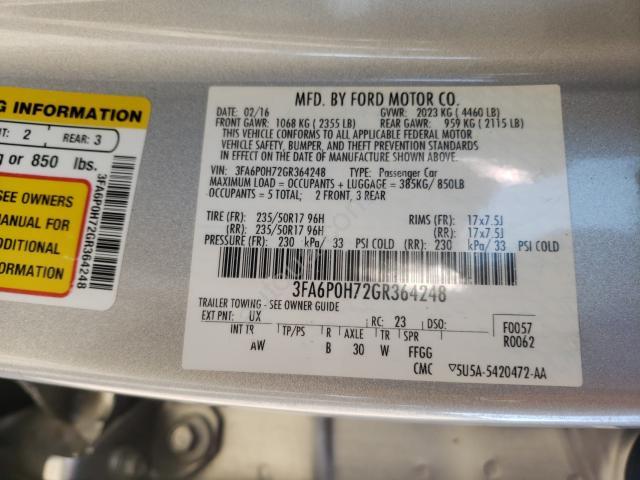 G INFORMATION
NT: 2 REAR: 3
g or 850 lbs.
SEE OWNERS
MANUAL FOR
ADDITIONAL
INFORMATION
3FA6P0H72GR364248
MFD. BY FORD MOTOR CO.
DATE: 02/16 GVWR: 2023 KG ( 4460 LB)
FRONT GAWR: 1068 KG ( 2355 LB) REAR GAWR: 959 KG ( 2115 LB)
THIS VEHICLE CONFORMS TO ALL APPLICABLE FEDERAL MOTOR
VEHICLE SAFETY, BUMPER, AND THEFT PREVENTION STANDARDS
IN EFFECT ON THE DATE OF MANUFACTURE SHOWN ABOVE.
VIN: 3FA6P0H72GR364248 TYPE: Passenger Car
MAXIMUM LOAD = OCCUPANTS + LUGGAGE = 385KG/ 850LB
OCCUPANTS = 5 TOTAL; 2 FRONT, 3 REAR
TIRE (FR): 235/50R17 96H RIMS (FR): 17x7.5J
(RR): 235/50R17 96H (RR): 17x7.5J
PRESSURE (FR): 230 kPa/ 33 PSI COLD (RR): 230 kPa/ 33 PSI COLD
3FA6P0H72GR364248
TRAILER TOWING - SEE OWNER GUIDE
EXT PNT: UX RC: 23 DSO: F0057
R0062
INT TR TP/PS R AXLE TR SPR
AW B 30 W FFGG
CMC 5U5A-5420472-AA